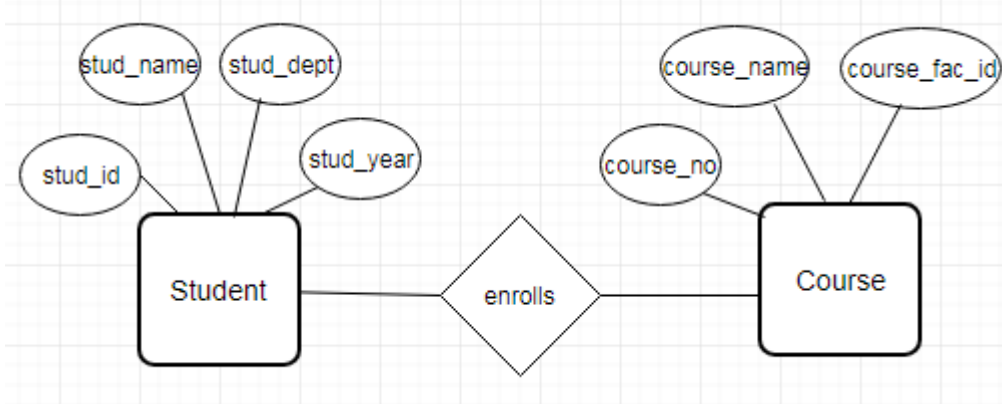 stud_name
stud_dept
course_name
course_fac_id
stud_id
stud_year
course_no
Student
enrolls
Course